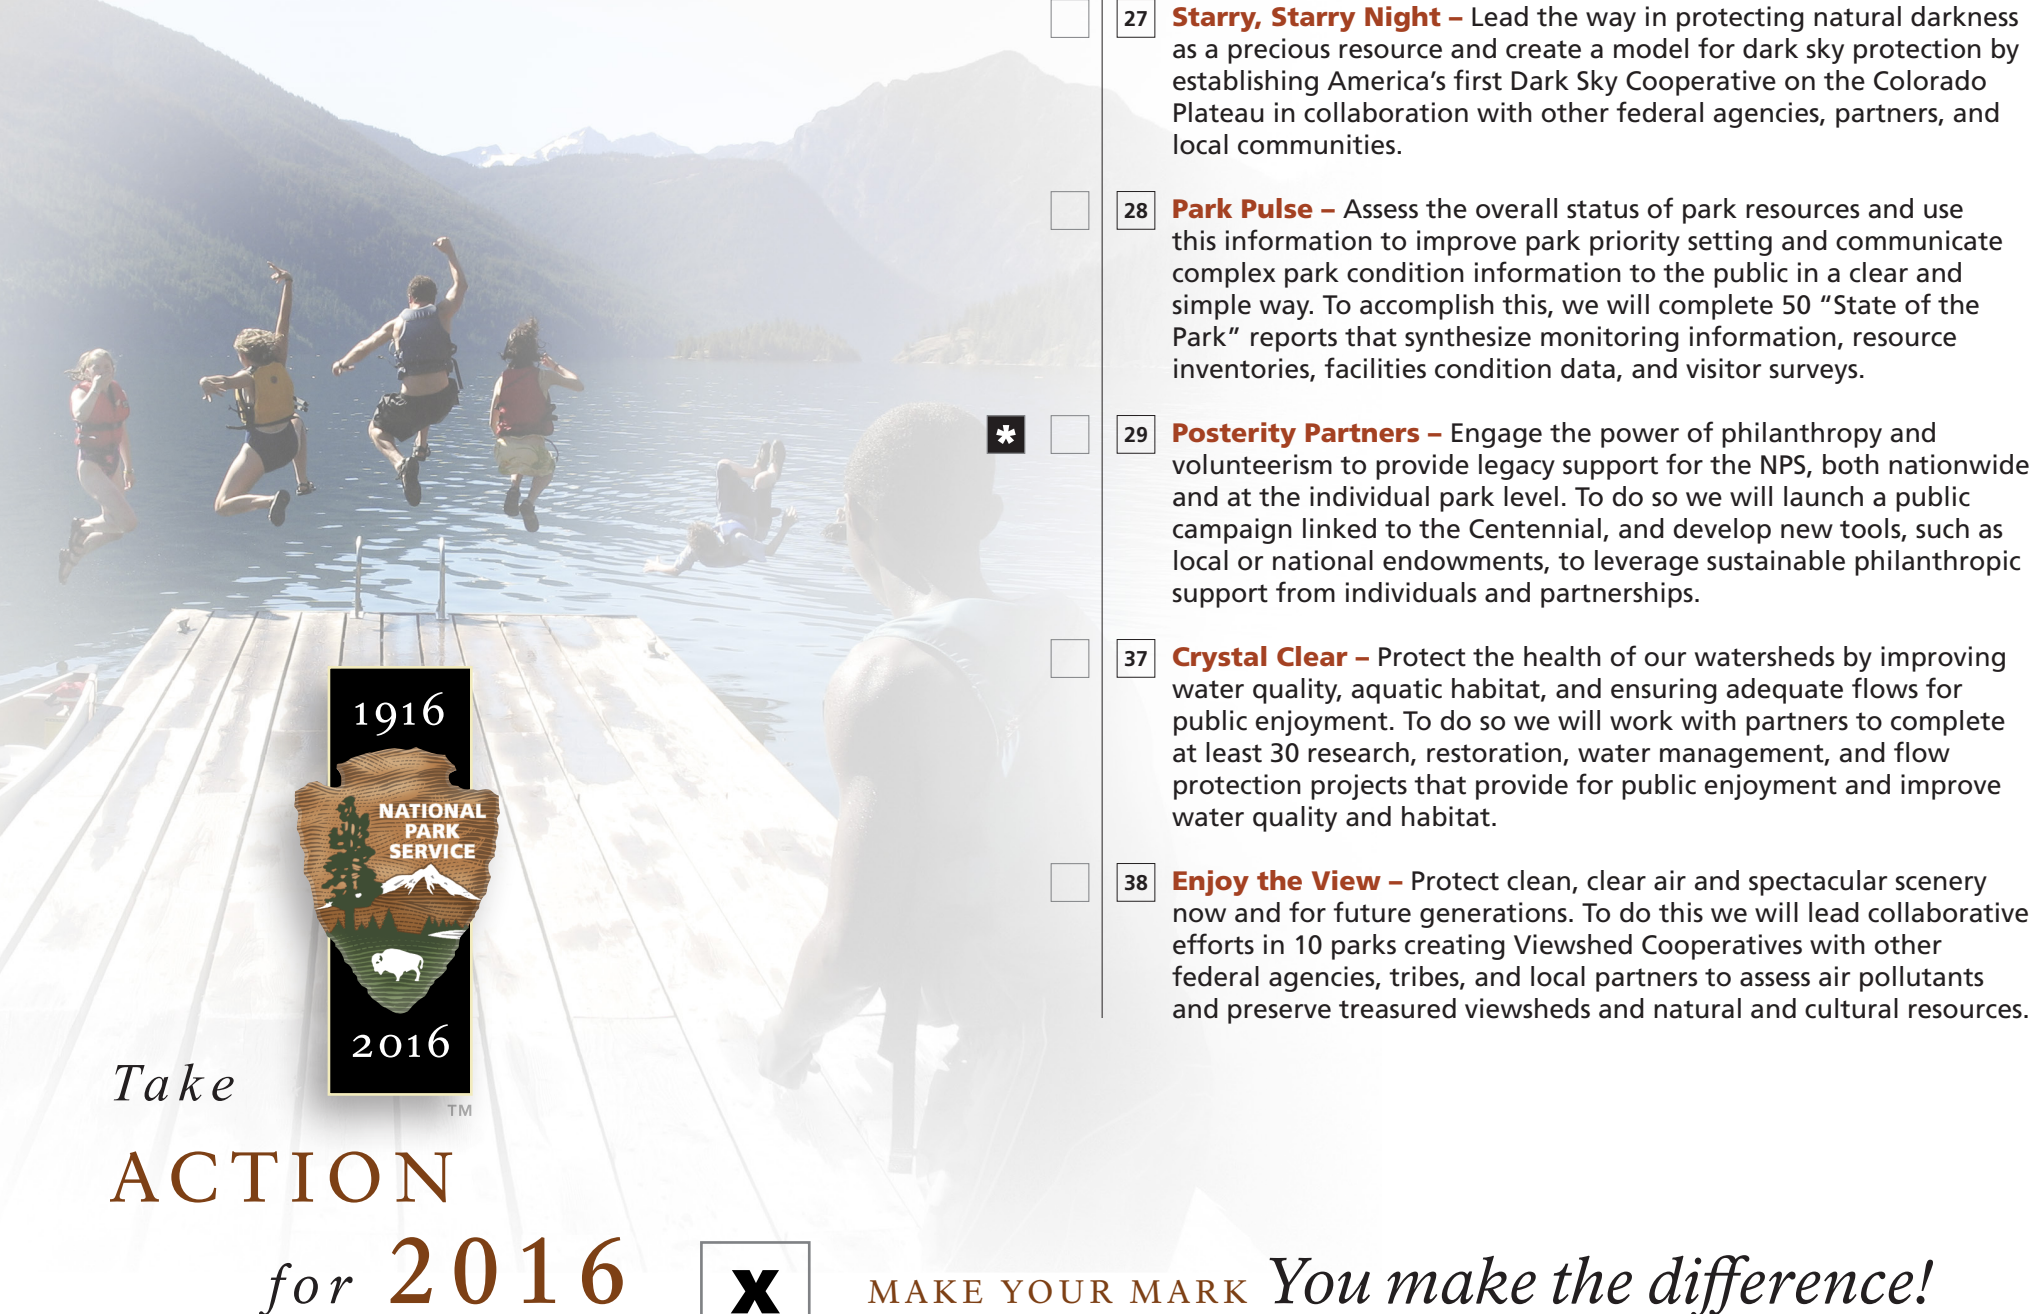 27 Starry, Starry Night – Lead the way in protecting natural darkness
as a precious resource and create a model for dark sky protection by
establishing America’s first Dark Sky Cooperative on the Colorado
Plateau in collaboration with other federal agencies, partners, and
local communities.
28 Park Pulse – Assess the overall status of park resources and use
this information to improve park priority setting and communicate
complex park condition information to the public in a clear and
simple way. To accomplish this, we will complete 50 “State of the
Park” reports that synthesize monitoring information, resource
inventories, facilities condition data, and visitor surveys.
* 29 Posterity Partners – Engage the power of philanthropy and
volunteerism to provide legacy support for the NPS, both nationwide
and at the individual park level. To do so we will launch a public
campaign linked to the Centennial, and develop new tools, such as
local or national endowments, to leverage sustainable philanthropic
support from individuals and partnerships.
37 Crystal Clear – Protect the health of our watersheds by improving
water quality, aquatic habitat, and ensuring adequate flows for
public enjoyment. To do so we will work with partners to complete
at least 30 research, restoration, water management, and flow
protection projects that provide for public enjoyment and improve
water quality and habitat.
38 Enjoy the View – Protect clean, clear air and spectacular scenery
now and for future generations. To do this we will lead collaborative
efforts in 10 parks creating Viewshed Cooperatives with other
federal agencies, tribes, and local partners to assess air pollutants
and preserve treasured viewsheds and natural and cultural resources.
1916
NATIONAL
PARK
SERVICE
2016
TM
Take
ACTION
for 2016
X
MAKE YOUR MARK You make the difference!